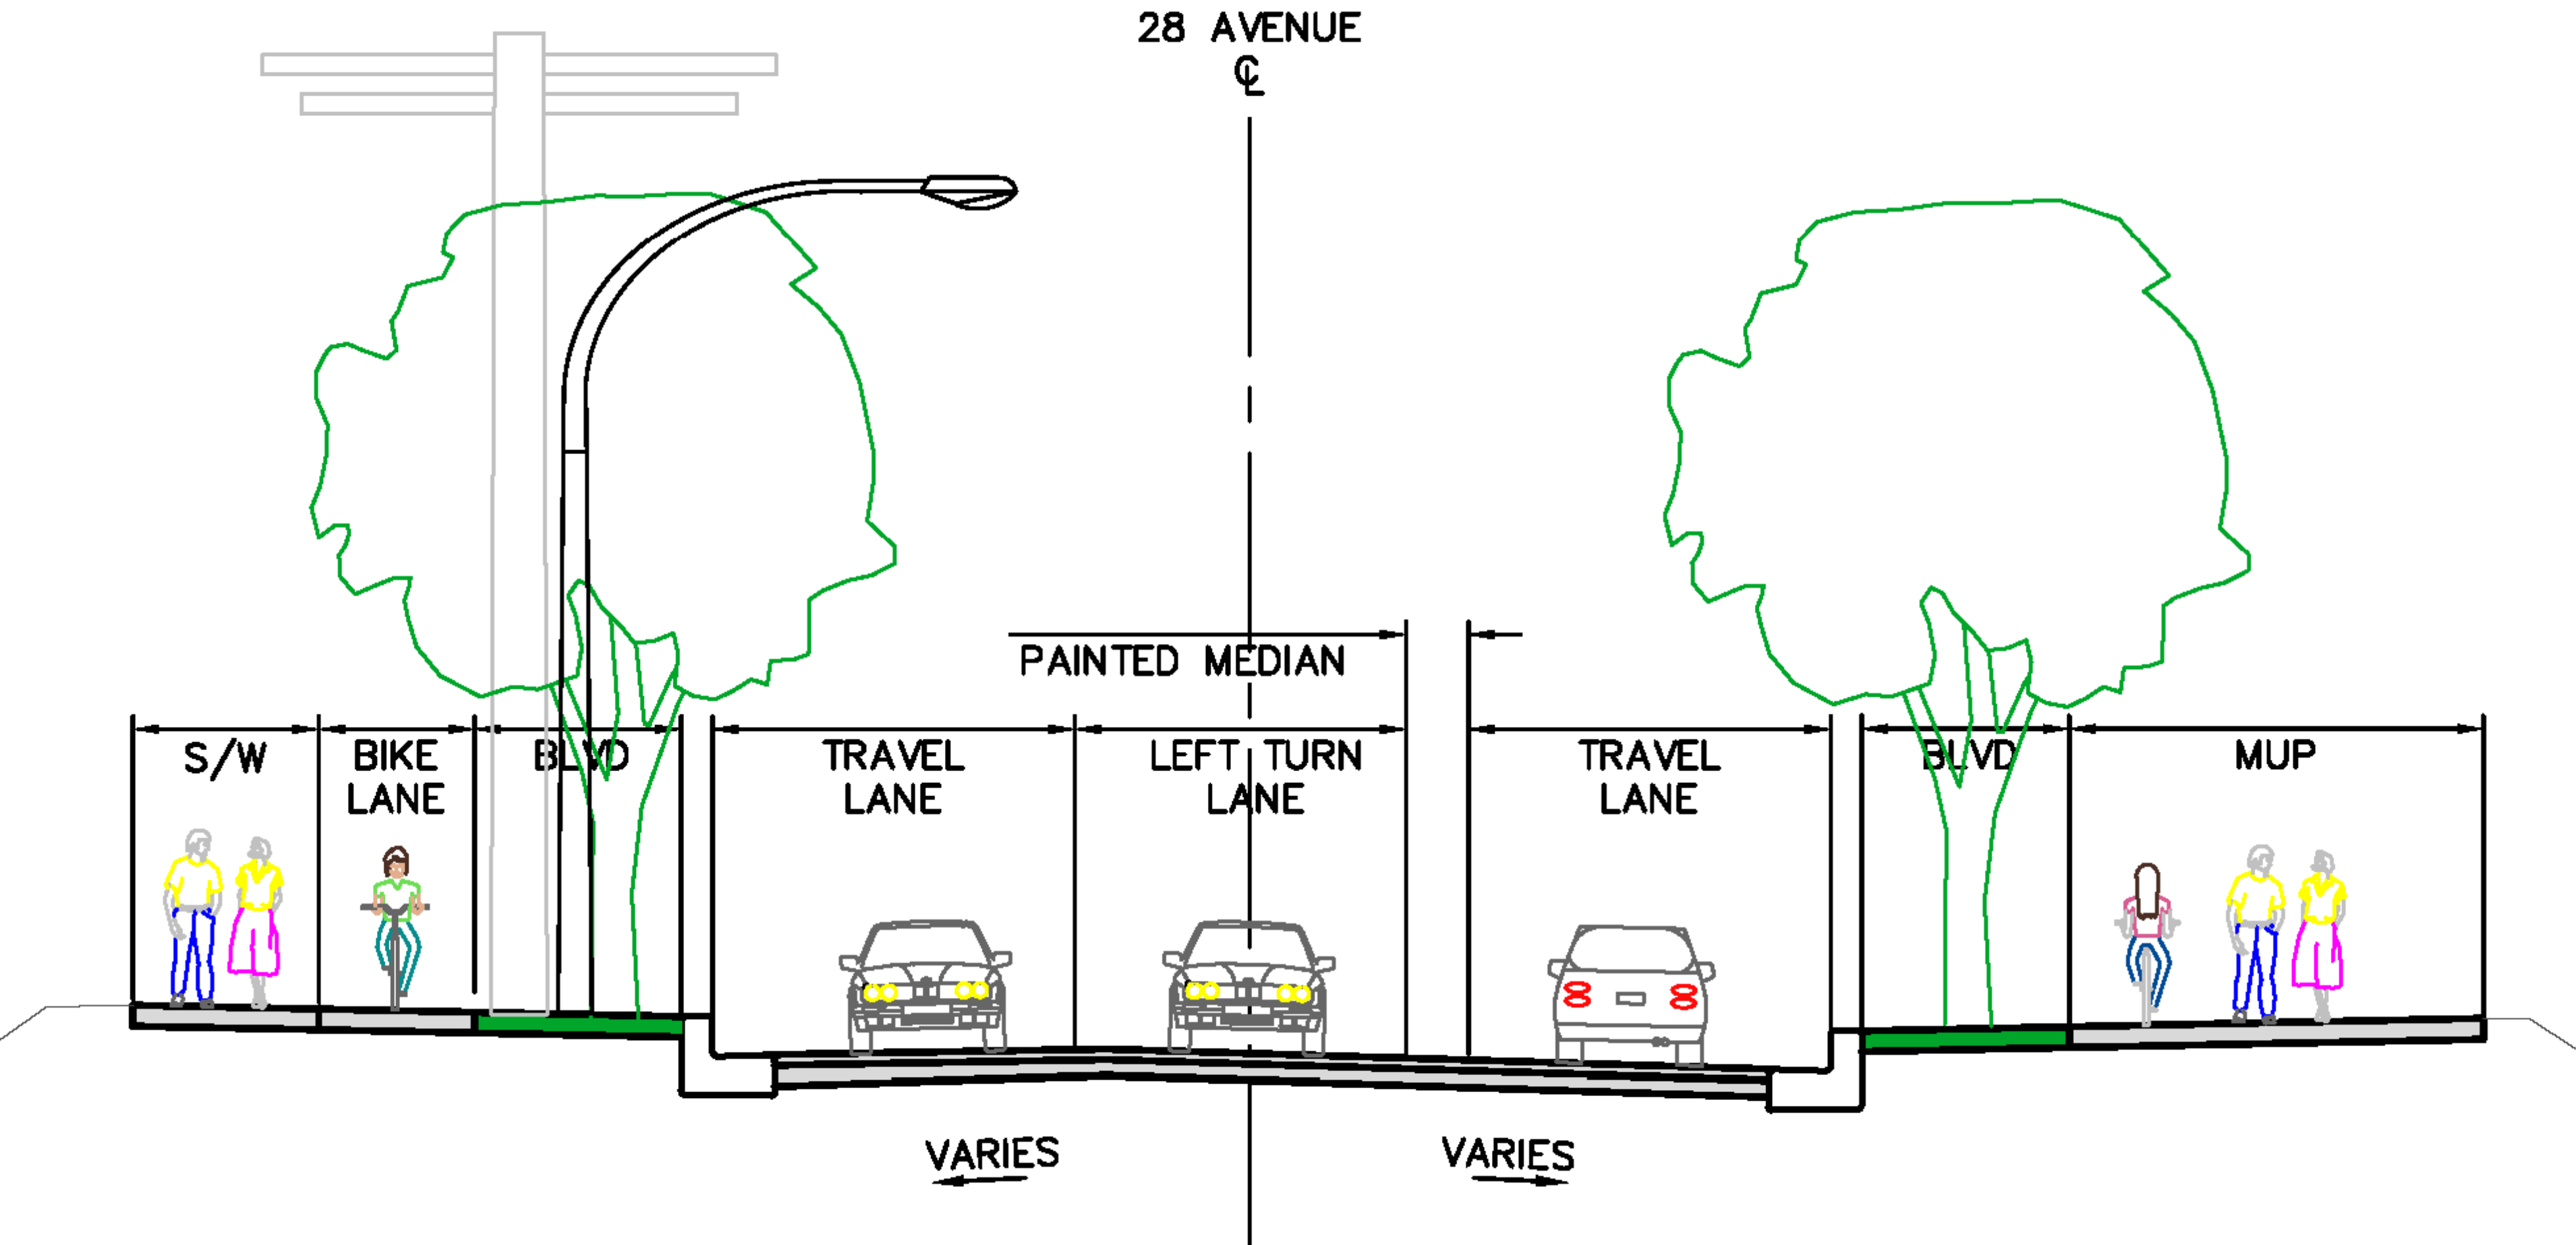 28 AVENUE
℄
PAINTED MEDIAN
S/W
BIKE
LANE
BLVD
TRAVEL
LANE
LEFT TURN
LANE
TRAVEL
LANE
BLVD
MUP
VARIES
VARIES